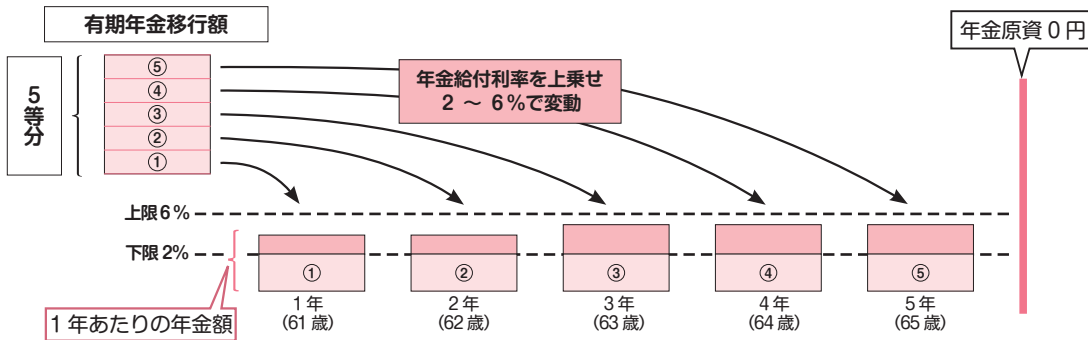 有期年金移行額
年金原資 0 円
5等分
⑤
④
③
②
①
年金給付利率を上乗せ
2 ～ 6%で変動
上限6%
下限2%
①
②
③
④
⑤
1年
(61歳)
2年
(62歳)
3年
(63歳)
4年
(64歳)
5年
(65歳)
1年あたりの年金額